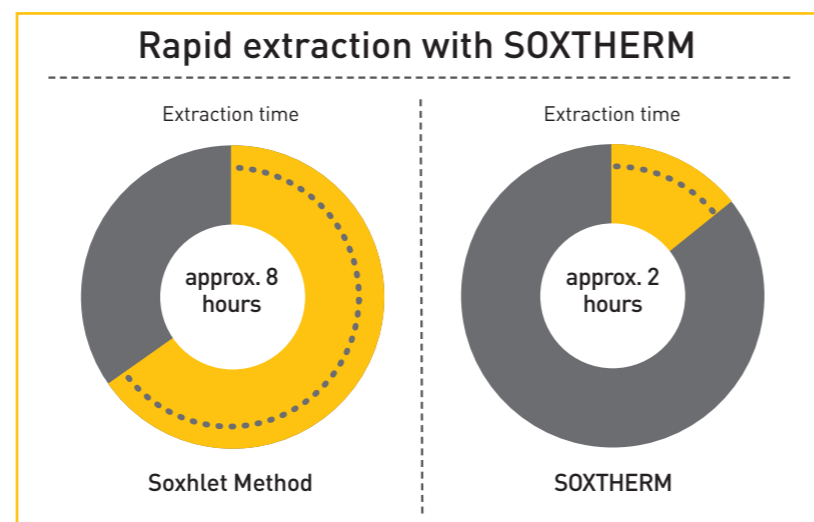 Rapid extraction with SOXTHERM
Extraction time
approx. 8
hours
Soxhlet Method
Extraction time
approx. 2
hours
SOXTHERM